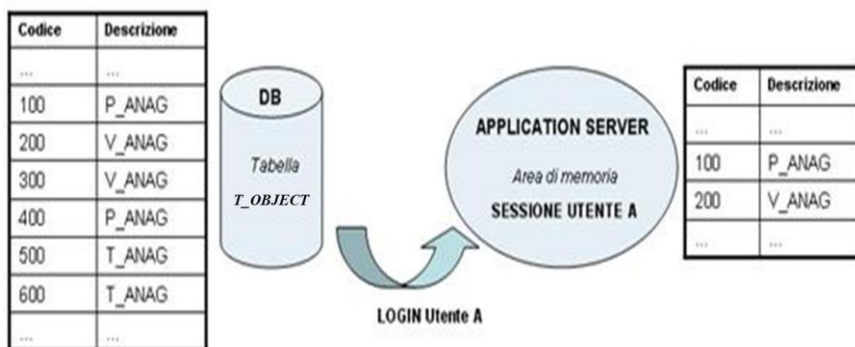 Codice Descrizione
... ...
100 P_ANAG
200 V_ANAG
300 V_ANAG
400 P_ANAG
500 T_ANAG
600 T_ANAG
... ...
DB
Tabella
T_OBJECT
LOGIN Utente A
APPLICATION SERVER
Area di memoria
SESSIONE UTENTE A
Codice Descrizione
... ...
100 P_ANAG
200 V_ANAG
... ...